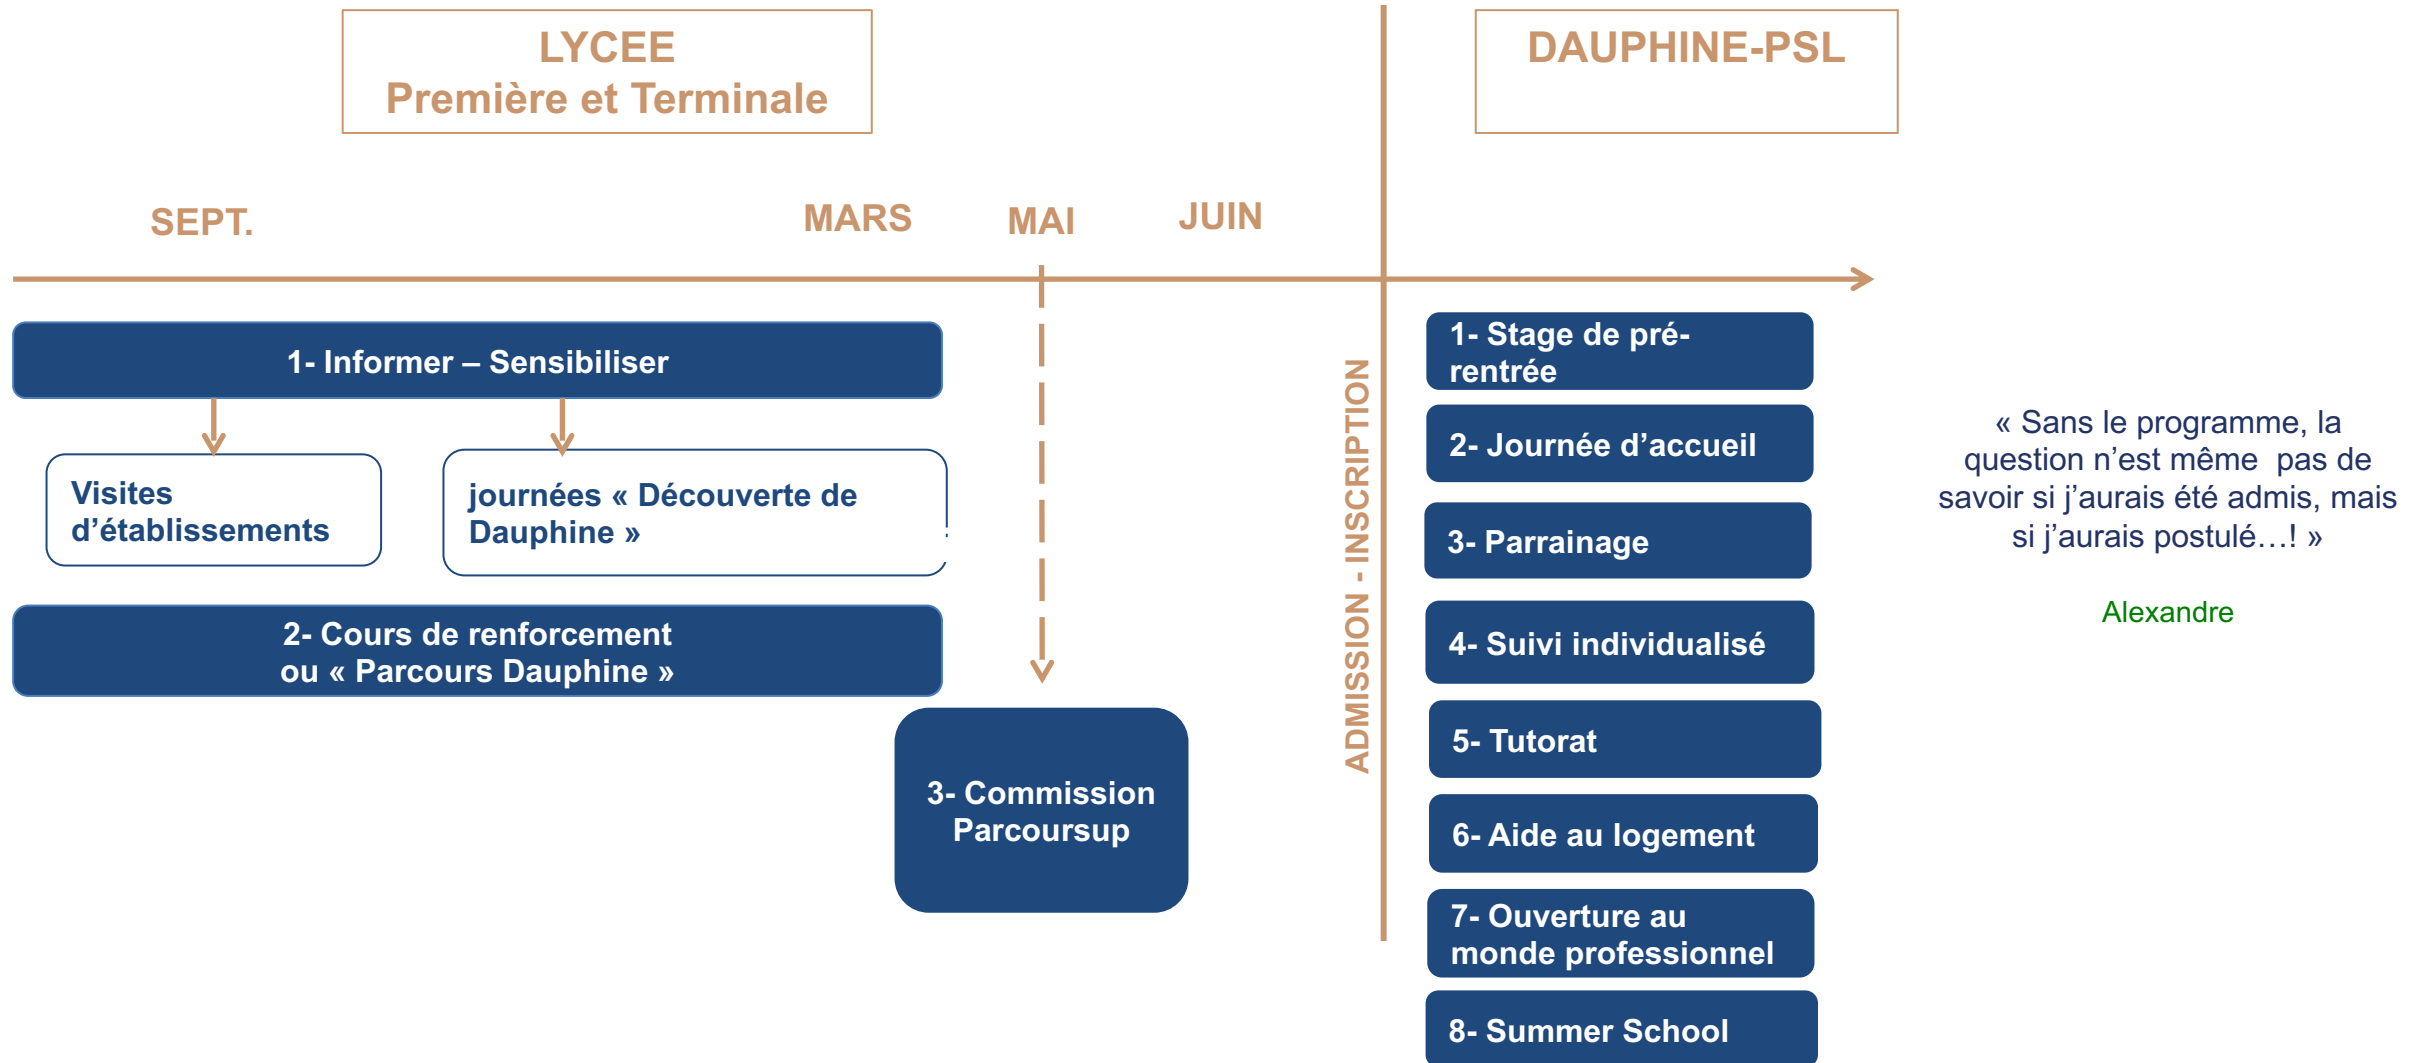 LYCEE
Première et Terminale
DAUPHINE-PSL
SEPT.
MARS
MAI
JUIN
1- Informer – Sensibiliser
Visites
d’établissements
journées « Découverte de
Dauphine »
2- Cours de renforcement
ou « Parcours Dauphine »
3- Commission
Parcoursup
ADMISSION - INSCRIPTION
1- Stage de pré-
rentrée
2- Journée d’accueil
3- Parrainage
4- Suivi individualisé
5- Tutorat
6- Aide au logement
7- Ouverture au
monde professionnel
8- Summer School
« Sans le programme, la
question n’est même  pas de
savoir si j’aurais été admis, mais
si j’aurais postulé…! »
Alexandre